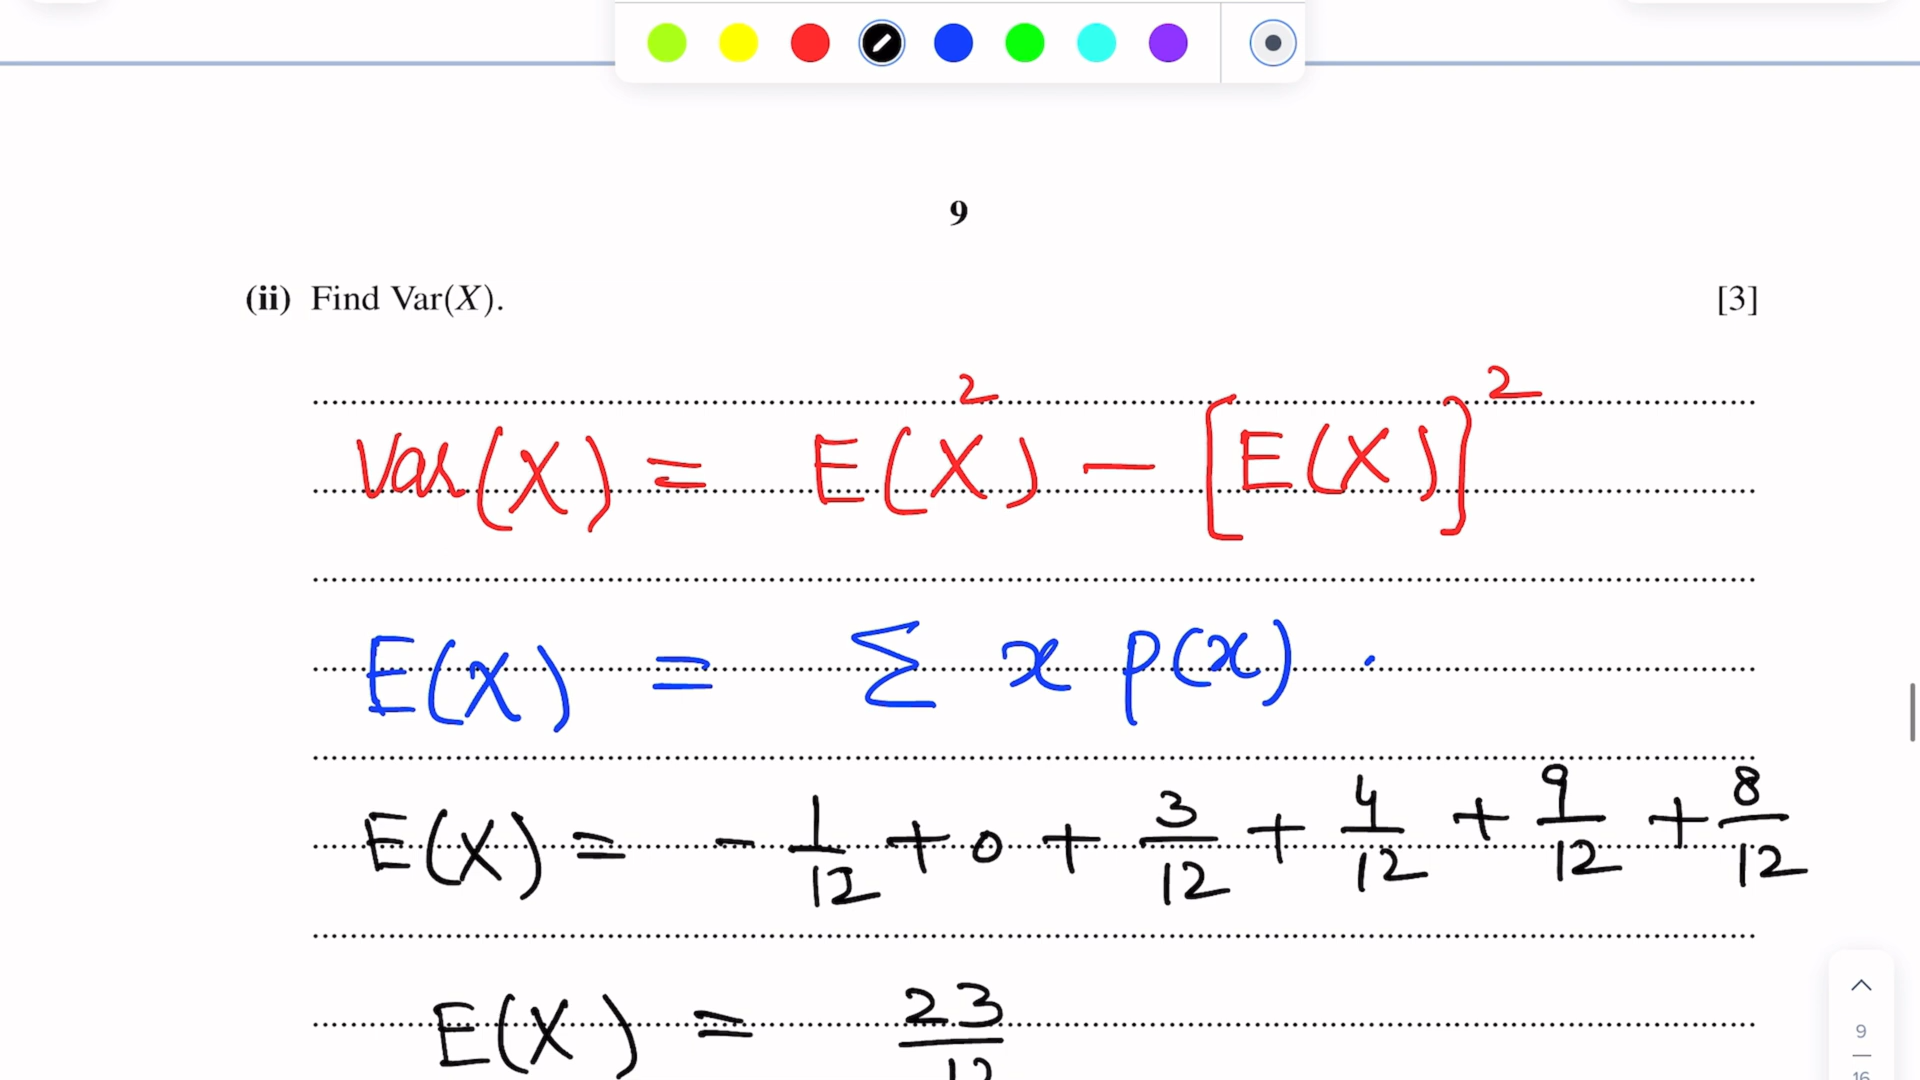 9
(ii) Find Var(X). [3]
Var(X) = E(X²) − [E(X)]²
E(X) = Σ x p(x) .
E(X) = − 1/12 + 0 + 3/12 + 4/12 + 9/12 + 8/12
E(X) = 23/12
9
16